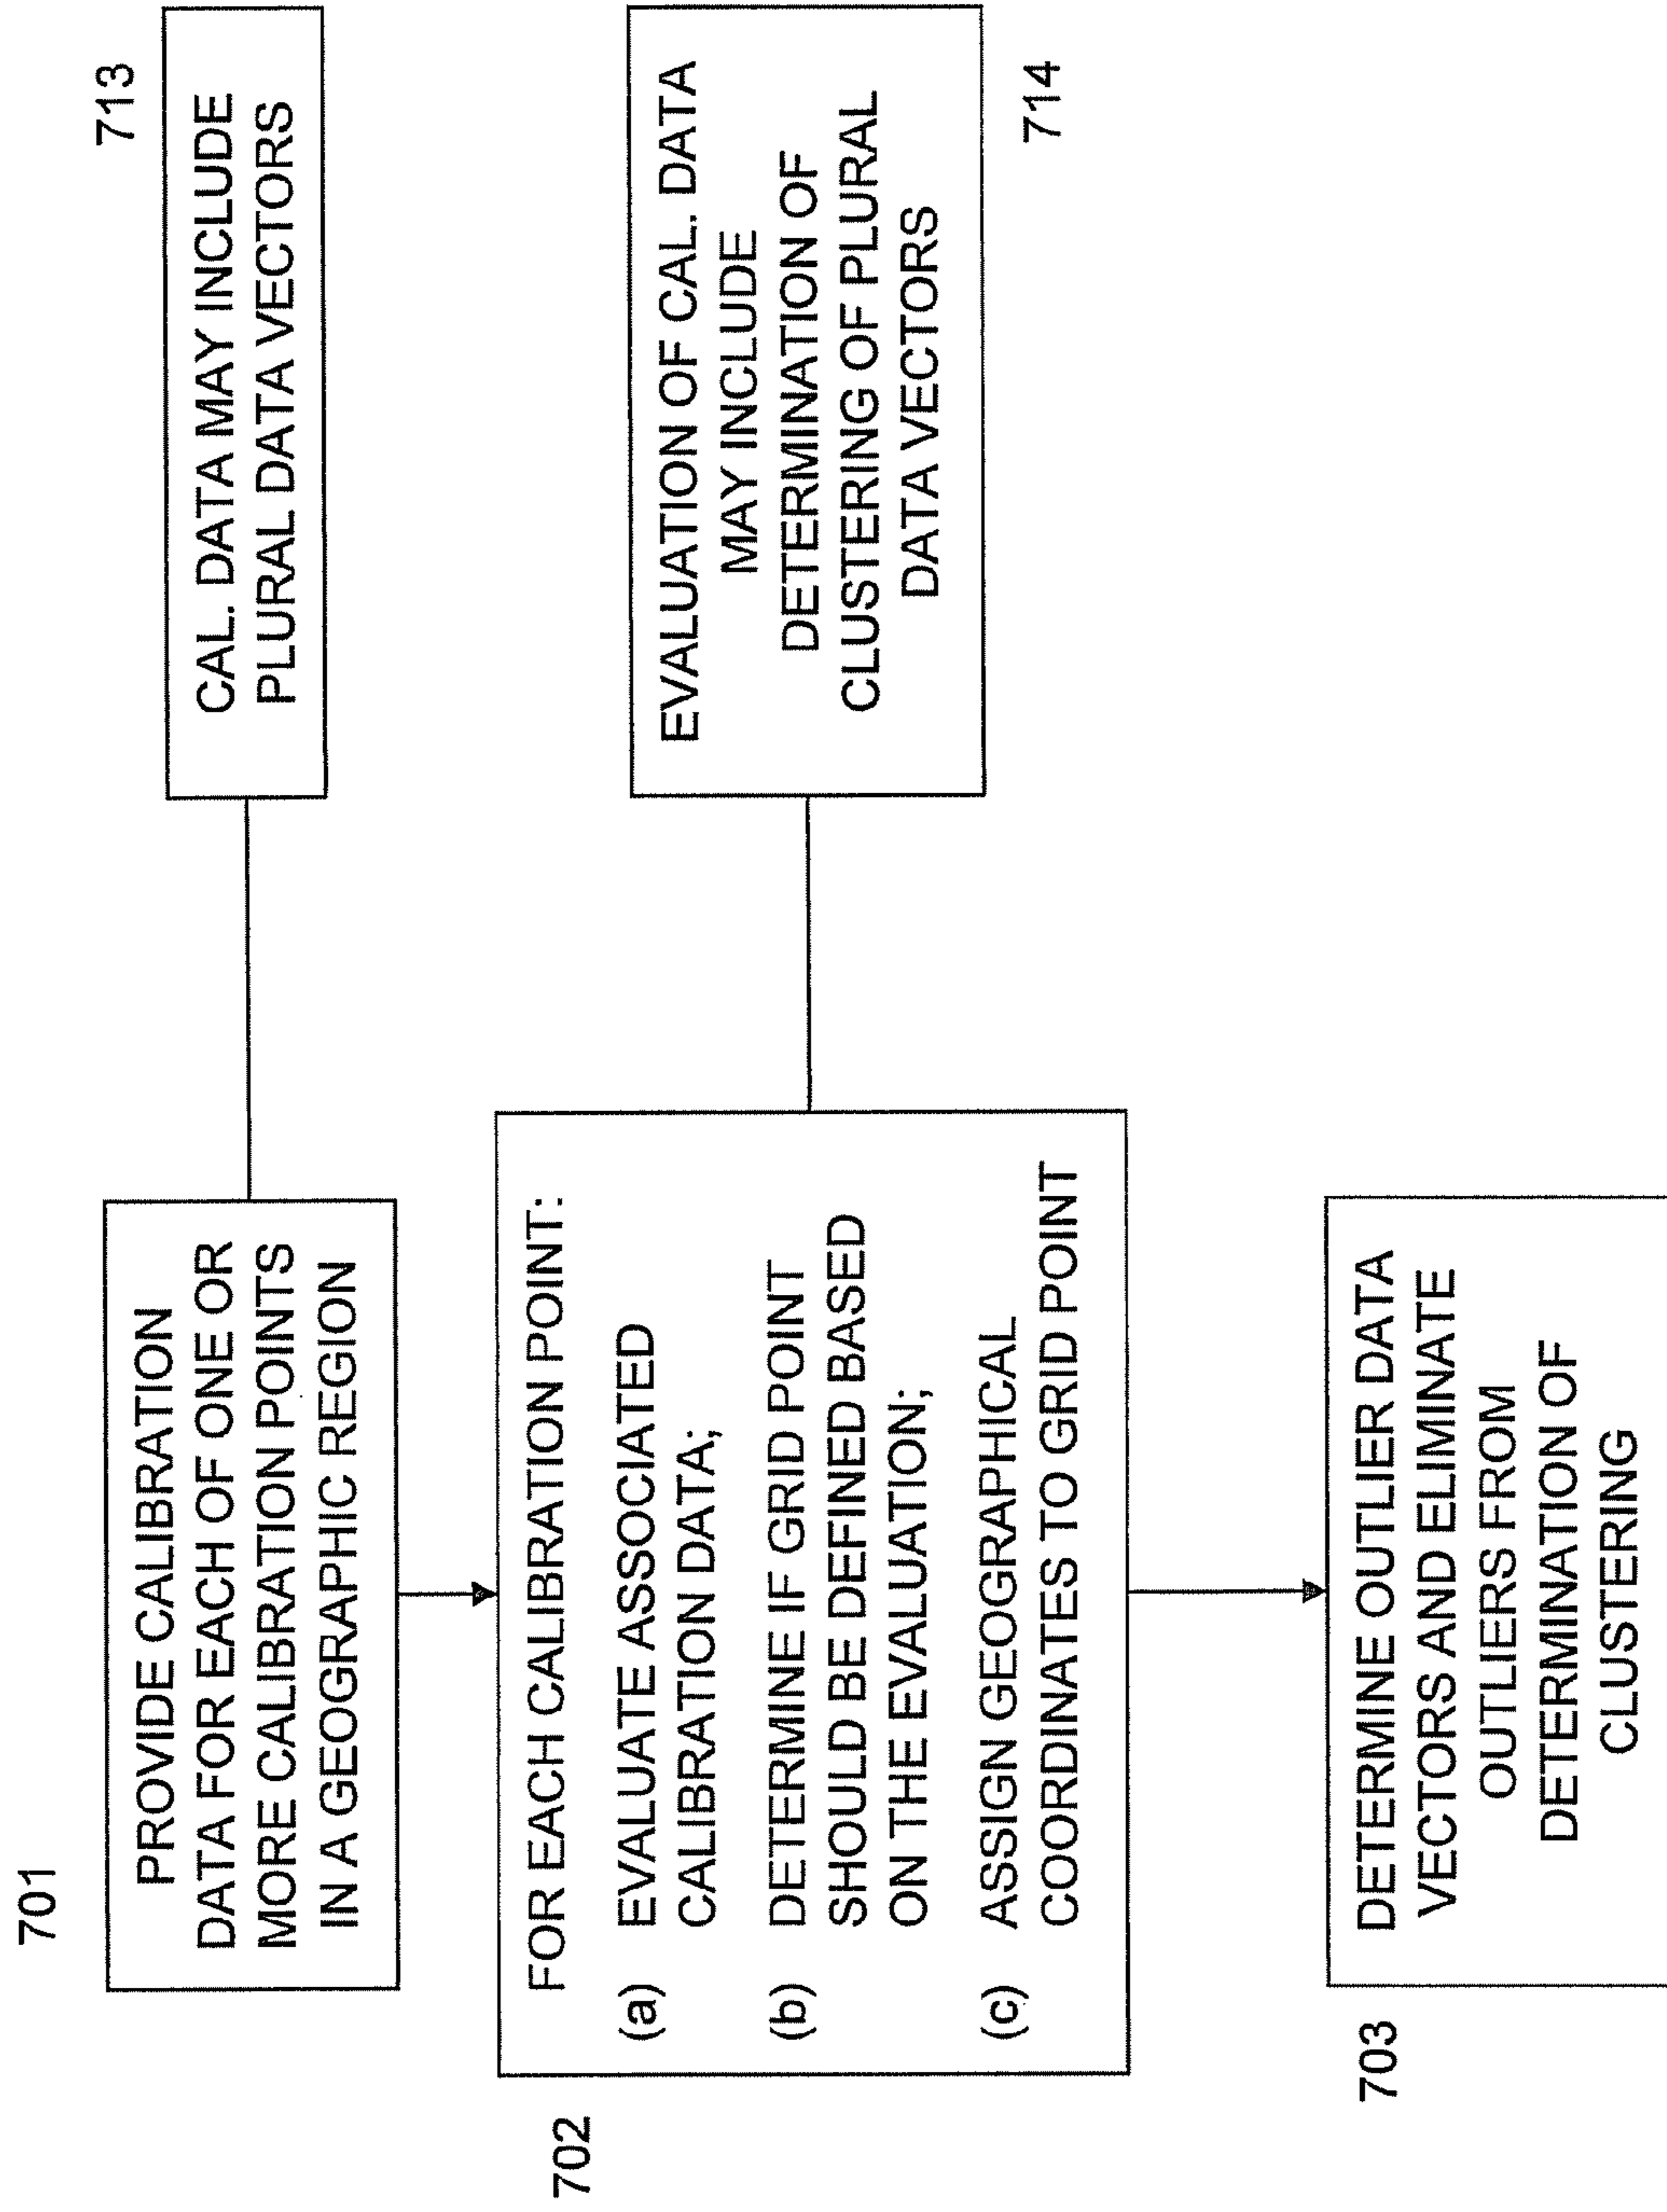 701
PROVIDE CALIBRATION
DATA FOR EACH OF ONE OR
MORE CALIBRATION POINTS
IN A GEOGRAPHIC REGION
713
CAL. DATA MAY INCLUDE
PLURAL DATA VECTORS
702
FOR EACH CALIBRATION POINT:
(a) EVALUATE ASSOCIATED
CALIBRATION DATA;
(b) DETERMINE IF GRID POINT
SHOULD BE DEFINED BASED
ON THE EVALUATION;
(c) ASSIGN GEOGRAPHICAL
COORDINATES TO GRID POINT
EVALUATION OF CAL. DATA
MAY INCLUDE
DETERMINATION OF
CLUSTERING OF PLURAL
DATA VECTORS
714
703
DETERMINE OUTLIER DATA
VECTORS AND ELIMINATE
OUTLIERS FROM
DETERMINATION OF
CLUSTERING